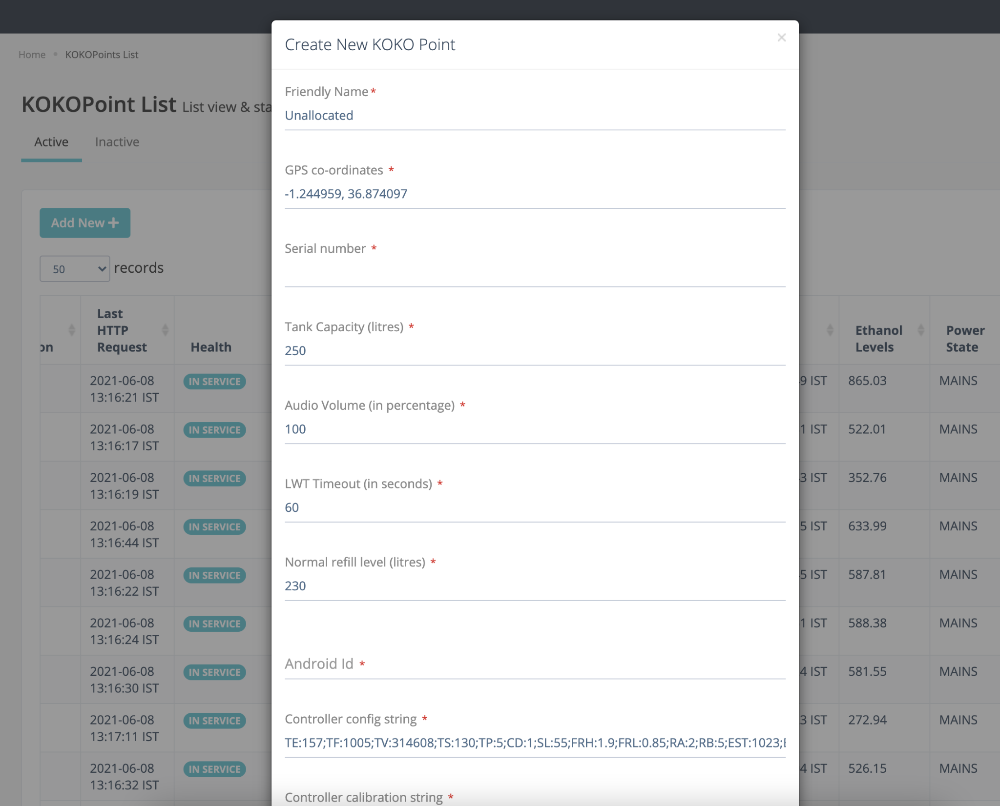 Home • KOKOPoints List
KOKOPoint List List view & sta
Active
Inactive
Add New +
50 records
on
Last HTTP Request
Health
2021-06-08 13:16:21 IST IN SERVICE
2021-06-08 13:16:17 IST IN SERVICE
2021-06-08 13:16:19 IST IN SERVICE
2021-06-08 13:16:44 IST IN SERVICE
2021-06-08 13:16:22 IST IN SERVICE
2021-06-08 13:16:24 IST IN SERVICE
2021-06-08 13:16:30 IST IN SERVICE
2021-06-08 13:17:11 IST IN SERVICE
2021-06-08 13:16:32 IST IN SERVICE
Create New KOKO Point
×
Friendly Name*
Unallocated
GPS co-ordinates *
-1.244959, 36.874097
Serial number *
Tank Capacity (litres) *
250
Audio Volume (in percentage) *
100
LWT Timeout (in seconds) *
60
Normal refill level (litres) *
230
Android Id *
Controller config string *
TE:157;TF:1005;TV:314608;TS:130;TP:5;CD:1;SL:55;FRH:1.9;FRL:0.85;RA:2;RB:5;EST:1023;
Controller calibration string *
Ethanol Levels
Power State
9 IST 865.03 MAINS
1 IST 522.01 MAINS
3 IST 352.76 MAINS
5 IST 633.99 MAINS
5 IST 587.81 MAINS
1 IST 588.38 MAINS
4 IST 581.55 MAINS
3 IST 272.94 MAINS
4 IST 526.15 MAINS